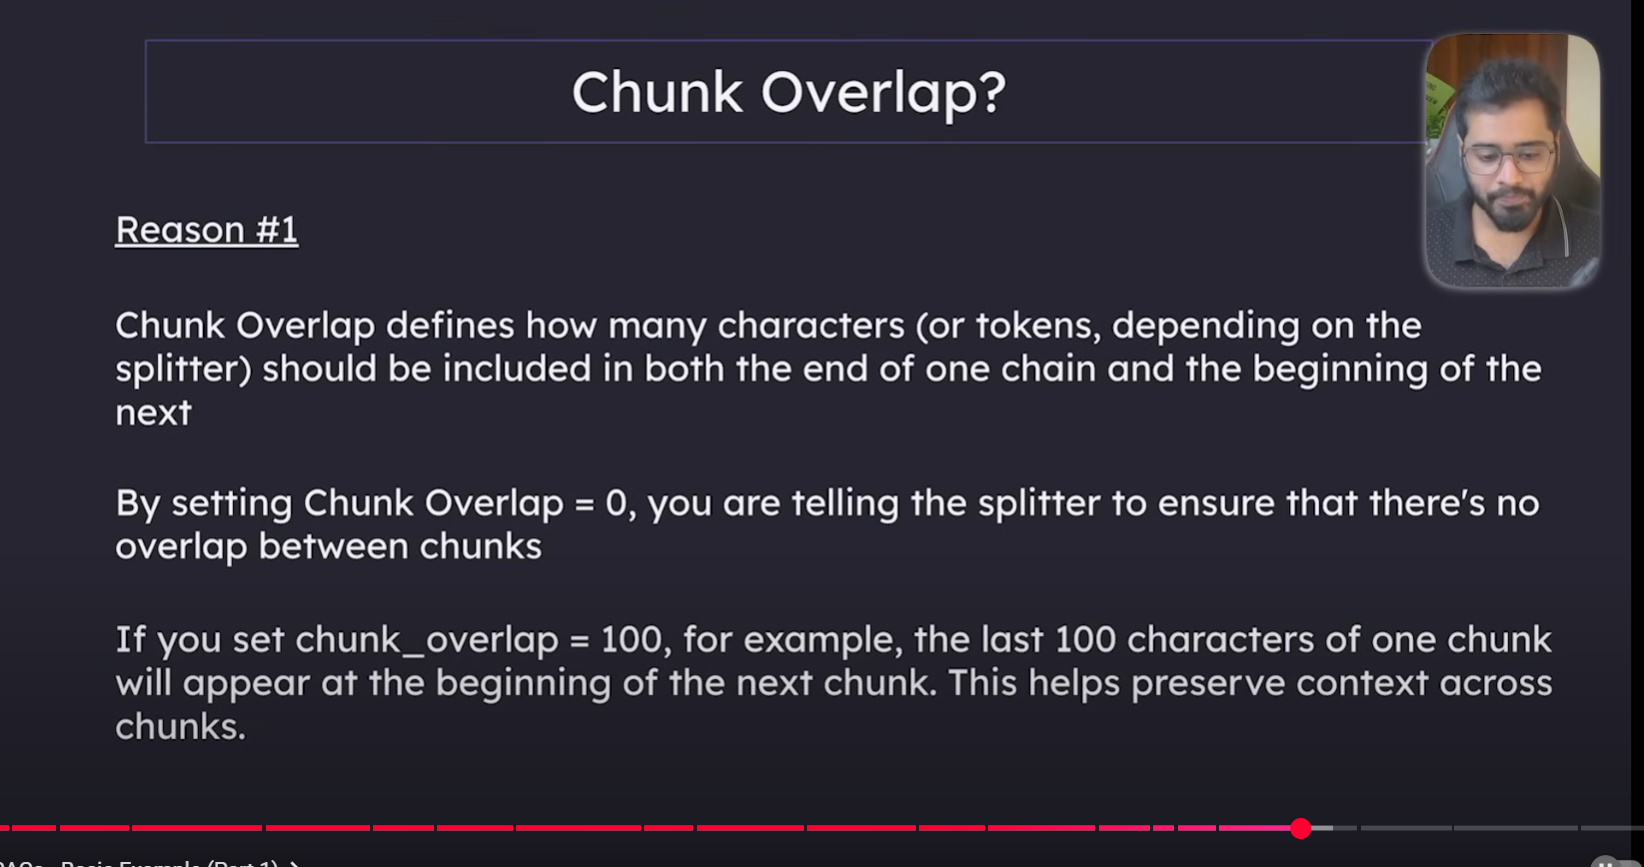 Chunk Overlap?
Reason #1
Chunk Overlap defines how many characters (or tokens, depending on the
splitter) should be included in both the end of one chain and the beginning of the
next
By setting Chunk Overlap = 0, you are telling the splitter to ensure that there's no
overlap between chunks
If you set chunk_overlap = 100, for example, the last 100 characters of one chunk
will appear at the beginning of the next chunk. This helps preserve context across
chunks.
Basic Example (Part 1)